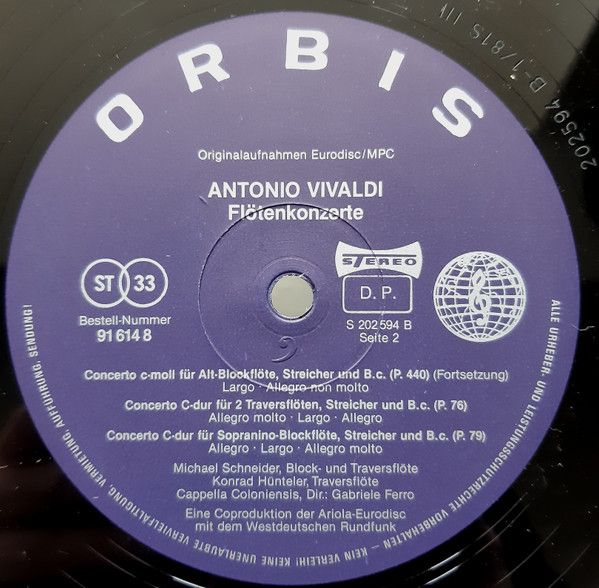 ORBIS
Originalaufnahmen Eurodisc/MPC
ANTONIO VIVALDI
Flötenkonzerte
STEREO
ST 33
D. P.
Bestell-Nummer
91 614 8
S 202 594 B
Seite 2
Concerto c-moll für Alt-Blockflöte, Streicher und B.c. (P. 440) (Fortsetzung)
Largo · Allegro non molto
Concerto C-dur für 2 Traversflöten, Streicher und B.c. (P. 76)
Allegro molto · Largo · Allegro
Concerto C-dur für Sopranino-Blockflöte, Streicher und B.c. (P. 79)
Allegro molto · Largo · Allegro molto
Michael Schneider, Block- und Traversflöte
Konrad Hünteler, Traversflöte
Cappella Coloniensis, Dir.: Gabriele Ferro
Eine Coproduktion der Ariola-Eurodisc
mit dem Westdeutschen Rundfunk
ALLE URHEBER- UND LEISTUNGSSCHUTZRECHTE VORBEHALTEN – KEIN VERLEIH! KEINE UNERLAUBTE VERVIELFÄLTIGUNG, VERMIETUNG, AUFFÜHRUNG, SENDUNG!
202594 B-1/81S